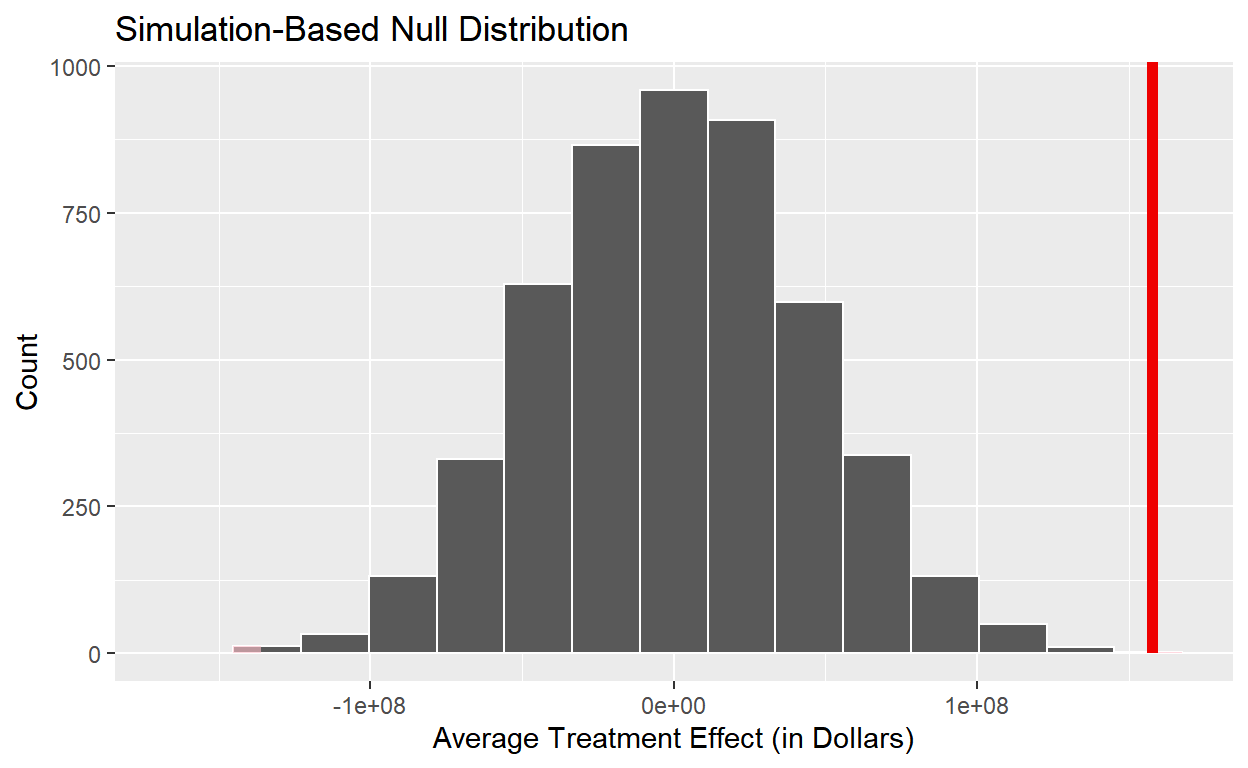 Simulation-Based Null Distribution
1000
750
500
250
0
Count
-1e+08
0e+00
1e+08
Average Treatment Effect (in Dollars)